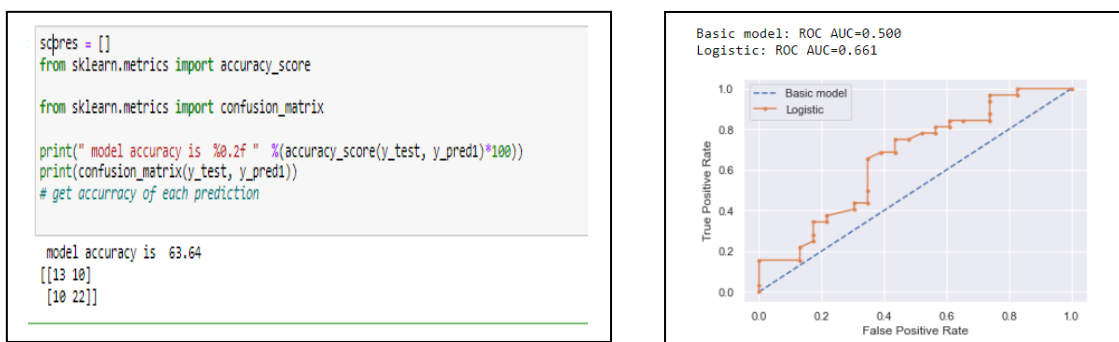 scores = []
from sklearn.metrics import accuracy_score
from sklearn.metrics import confusion_matrix
print(" model accuracy is  %0.2f "  %(accuracy_score(y_test, y_pred1)*100))
print(confusion_matrix(y_test, y_pred1))
# get accurracy of each prediction
model accuracy is  63.64
[[13 10]
[10 22]]
Basic model: ROC AUC=0.500
Logistic: ROC AUC=0.661
Basic model
Logistic
True Positive Rate
1.0
0.8
0.6
0.4
0.2
0.0
0.0 0.2 0.4 0.6 0.8 1.0
False Positive Rate